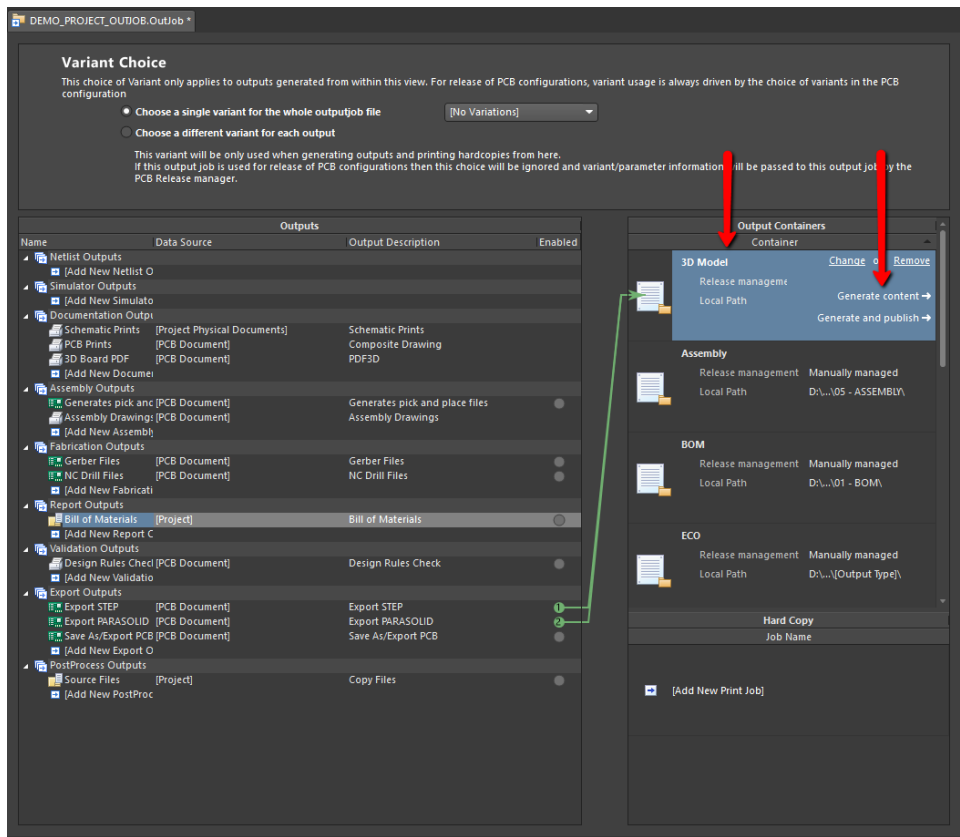 DEMO_PROJECT_OUTJOB.OutJob *
Variant Choice
This choice of Variant only applies to outputs generated from within this view. For release of PCB configurations, variant usage is always driven by the choice of variants in the PCB
configuration
Choose a single variant for the whole outputjob file
[No Variations]
Choose a different variant for each output
This variant will be only used when generating outputs and printing hardcopies from here.
If this output job is used for release of PCB configurations then this choice will be ignored and variant/parameter information will be passed to this output job by the
PCB Release manager.
Outputs
Name Data Source Output Description Enabled
Netlist Outputs
[Add New Netlist O
Simulator Outputs
[Add New Simulato
Documentation Outpu
Schematic Prints [Project Physical Documents] Schematic Prints
PCB Prints [PCB Document] Composite Drawing
3D Board PDF [PCB Document] PDF3D
[Add New Documen
Assembly Outputs
Generates pick anc [PCB Document] Generates pick and place files
Assembly Drawings [PCB Document] Assembly Drawings
[Add New Assembly
Fabrication Outputs
Gerber Files [PCB Document] Gerber Files
NC Drill Files [PCB Document] NC Drill Files
[Add New Fabricati
Report Outputs
Bill of Materials [Project] Bill of Materials
[Add New Report C
Validation Outputs
Design Rules Checl [PCB Document] Design Rules Check
[Add New Validatio
Export Outputs
Export STEP [PCB Document] Export STEP 1
Export PARASOLID [PCB Document] Export PARASOLID 2
Save As/Export PCB [PCB Document] Save As/Export PCB
[Add New Export O
PostProcess Outputs
Source Files [Project] Copy Files
[Add New PostProc
Output Containers
Container
3D Model Change o Remove
Release manageme
Local Path Generate content
Generate and publish
Assembly
Release management Manually managed
Local Path D:\...\05 - ASSEMBLY\
BOM
Release management Manually managed
Local Path D:\...\01 - BOM\
ECO
Release management Manually managed
Local Path D:\...\[Output Type]\
Hard Copy
Job Name
[Add New Print Job]